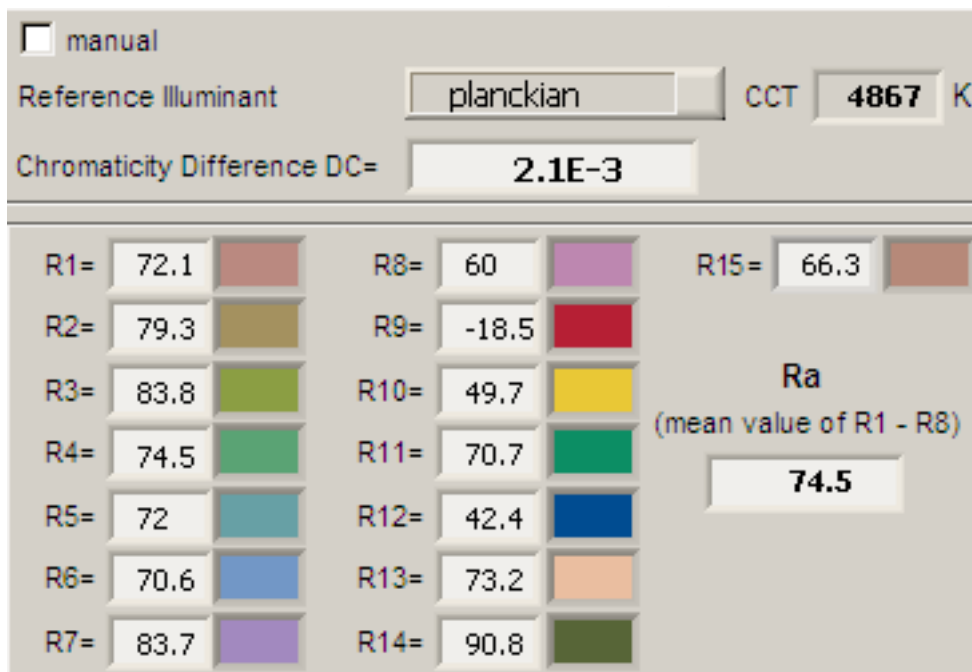 manual
Reference Illuminant planckian CCT 4867 K
Chromaticity Difference DC= 2.1E-3
R1= 72.1 R8= 60 R15= 66.3
R2= 79.3 R9= -18.5
R3= 83.8 R10= 49.7 Ra
(mean value of R1 - R8)
R4= 74.5 R11= 70.7 74.5
R5= 72 R12= 42.4
R6= 70.6 R13= 73.2
R7= 83.7 R14= 90.8